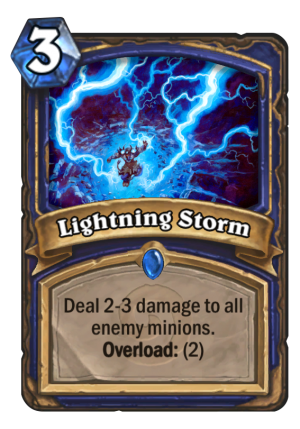 3
Lightning Storm
Deal 2-3 damage to all
enemy minions.
Overload: (2)